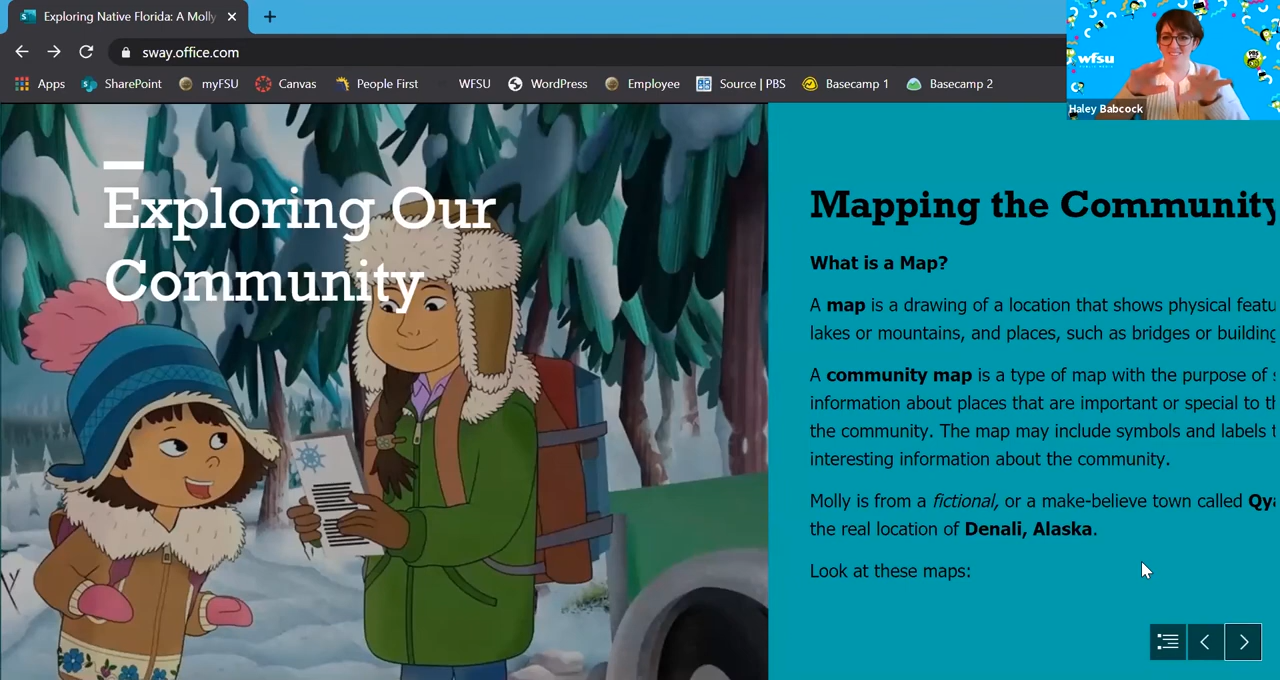 Exploring Native Florida: A Molly
sway.office.com
Apps SharePoint myFSU Canvas People First WFSU WordPress Employee Source | PBS Basecamp 1 Basecamp 2
wfsu
PBS
Haley Babcock
Exploring Our
Community
Mapping the Community
What is a Map?
A map is a drawing of a location that shows physical featu
lakes or mountains, and places, such as bridges or building
A community map is a type of map with the purpose of s
information about places that are important or special to th
the community. The map may include symbols and labels t
interesting information about the community.
Molly is from a fictional, or a make-believe town called Qya
the real location of Denali, Alaska.
Look at these maps: